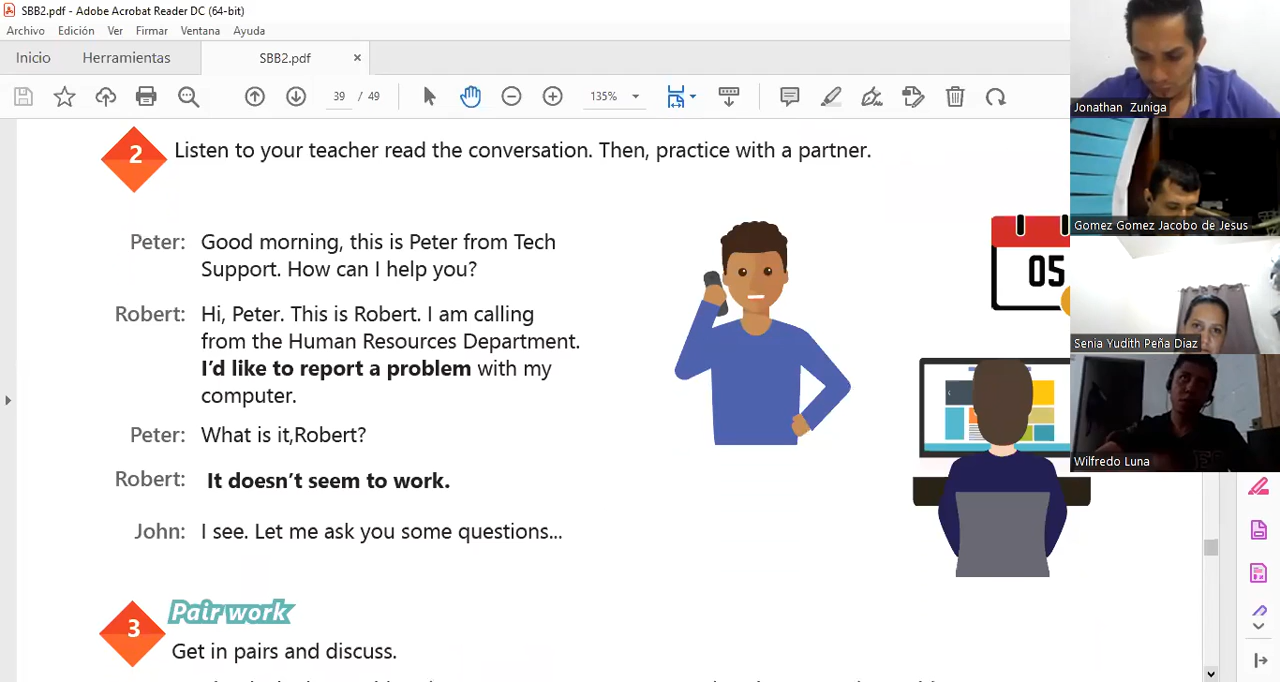 SBB2.pdf - Adobe Acrobat Reader DC (64-bit)
Archivo Edición Ver Firmar Ventana Ayuda
Inicio Herramientas SBB2.pdf ×
39 / 49 135%
2 Listen to your teacher read the conversation. Then, practice with a partner.
Peter: Good morning, this is Peter from Tech
Support. How can I help you?
Robert: Hi, Peter. This is Robert. I am calling
from the Human Resources Department.
I'd like to report a problem with my
computer.
Peter: What is it,Robert?
Robert: It doesn't seem to work.
John: I see. Let me ask you some questions...
3 Pair work
Get in pairs and discuss.
05
Jonathan Zuniga
Gomez Gomez Jacobo de Jesus
Senia Yudith Peña Diaz
Wilfredo Luna